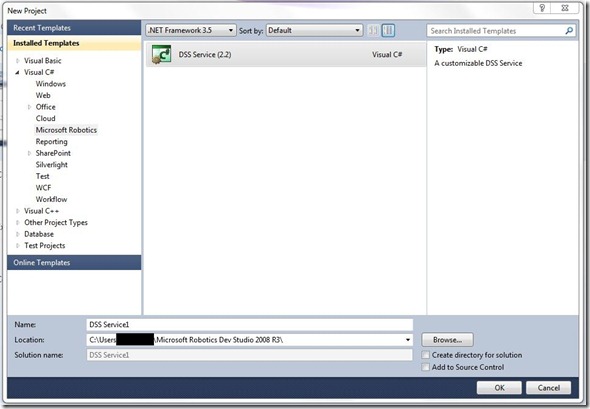 New Project
Recent Templates
.NET Framework 3.5 Sort by: Default
Search Installed Templates
Installed Templates
Visual Basic
Visual C#
Windows
Web
Office
Cloud
Microsoft Robotics
Reporting
SharePoint
Silverlight
Test
WCF
Workflow
Visual C++
Other Project Types
Database
Test Projects
Online Templates
DSS Service (2.2) Visual C#
Type: Visual C#
A customizable DSS Service
Name: DSS Service1
Location: C:\Users \Microsoft Robotics Dev Studio 2008 R3\ Browse...
Solution name: DSS Service1
Create directory for solution
Add to Source Control
OK Cancel